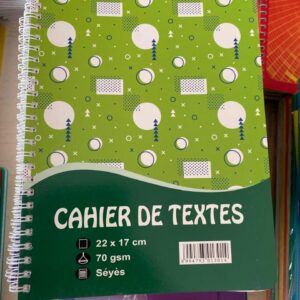 CAHIER DE TEXTES
22 x 17 cm
70 gsm
Séyès